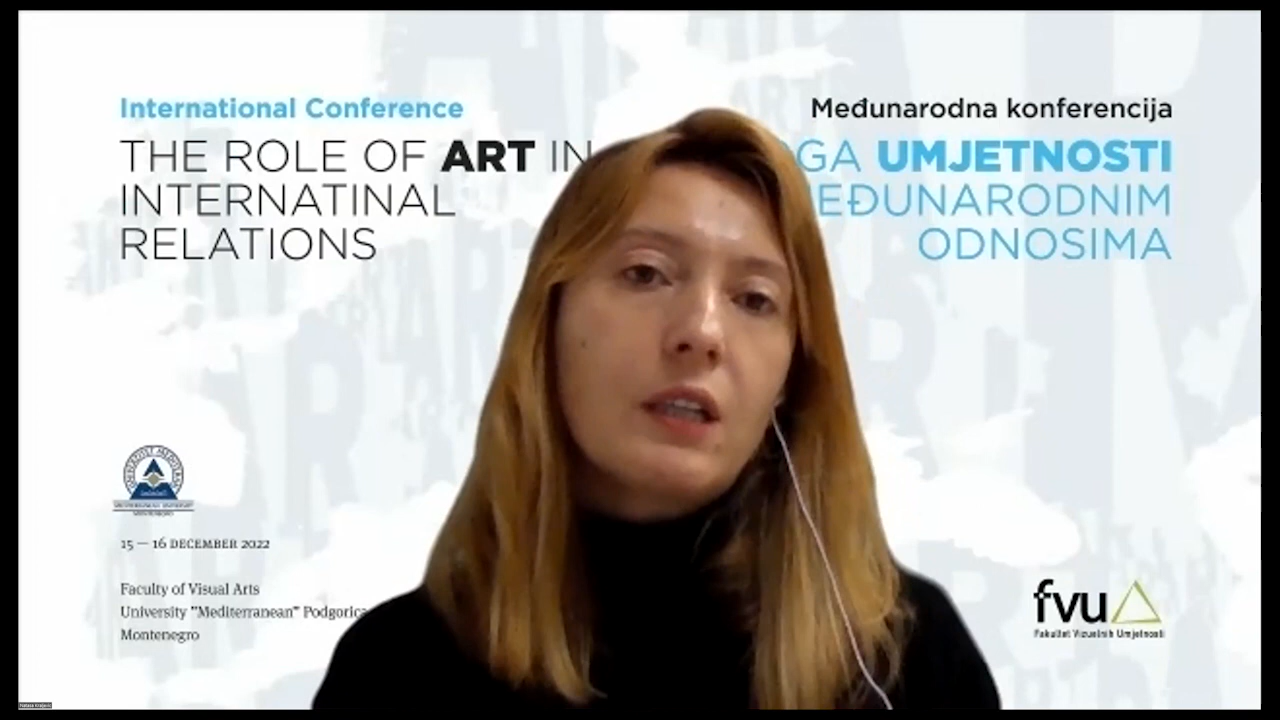 International Conference
THE ROLE OF ART IN
INTERNATINAL
RELATIONS
Međunarodna konferencija
UMJETNOSTI
ODNOSIMA
15 — 16 DECEMBER 2022
Faculty of Visual Arts
University "Mediterranean" Podgorica
Montenegro
fvu
Fakultet Vizuelnih Umjetnosti